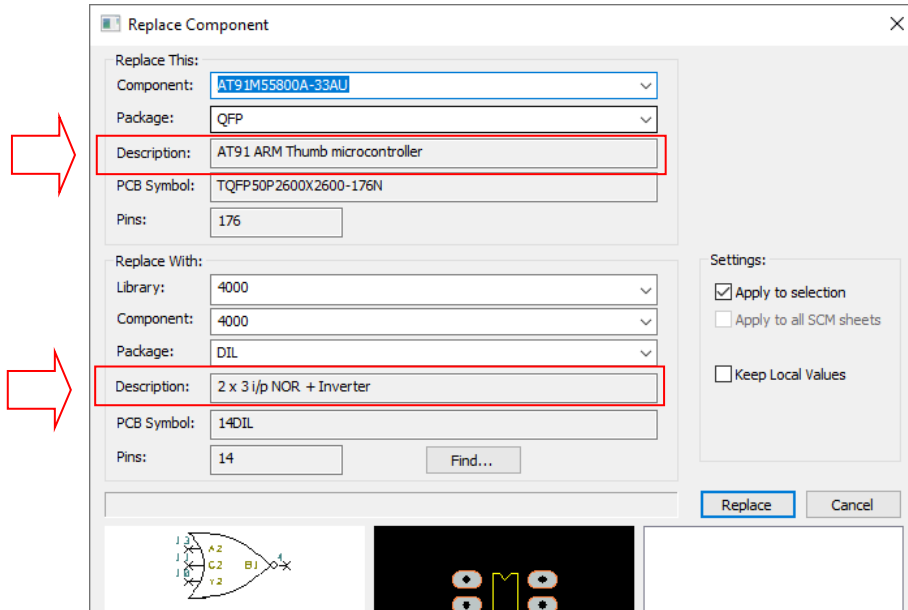 Replace Component
Replace This:
Component: AT91M55800A-33AU
Package: QFP
Description: AT91 ARM Thumb microcontroller
PCB Symbol: TQFP50P2600X2600-176N
Pins: 176
Replace With:
Library: 4000
Component: 4000
Package: DIL
Description: 2 x 3 i/p NOR + Inverter
PCB Symbol: 14DIL
Pins: 14
Find...
Settings:
Apply to selection
Apply to all SCM sheets
Keep Local Values
Replace Cancel
A2
C2 B1
Y2